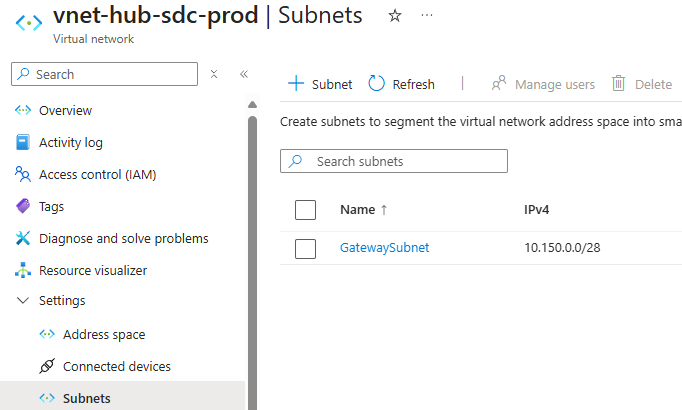 vnet-hub-sdc-prod | Subnets ☆ ···
Virtual network
Search
+ Subnet Refresh | Manage users Delete
Overview
Activity log
Access control (IAM)
Tags
Diagnose and solve problems
Resource visualizer
Settings
Address space
Connected devices
Subnets
Create subnets to segment the virtual network address space into sma
Search subnets
Name ↑ IPv4
GatewaySubnet 10.150.0.0/28